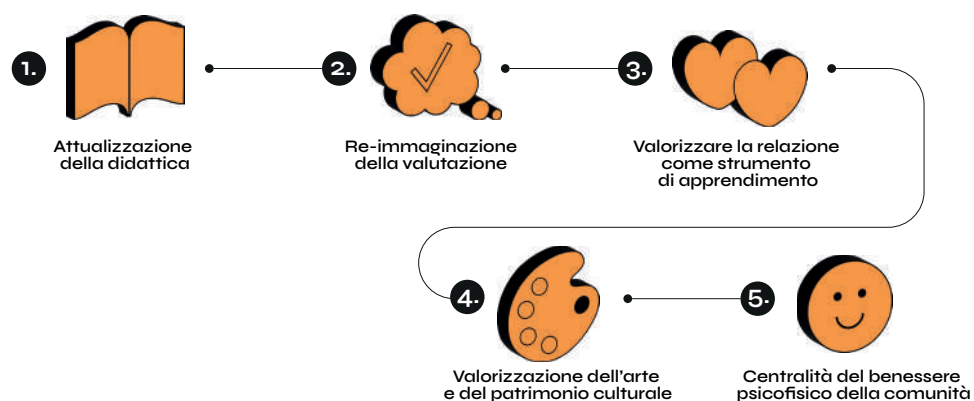 1.
Attualizzazione
della didattica
2.
Re-immaginazione
della valutazione
3.
Valorizzare la relazione
come strumento
di apprendimento
4.
Valorizzazione dell'arte
e del patrimonio culturale
5.
Centralità del benessere
psicofisico della comunità